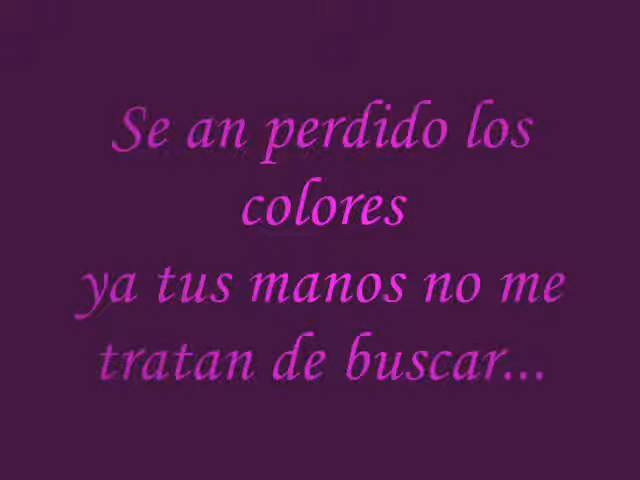 Se an perdido los
colores
ya tus manos no me
tratan de buscar...